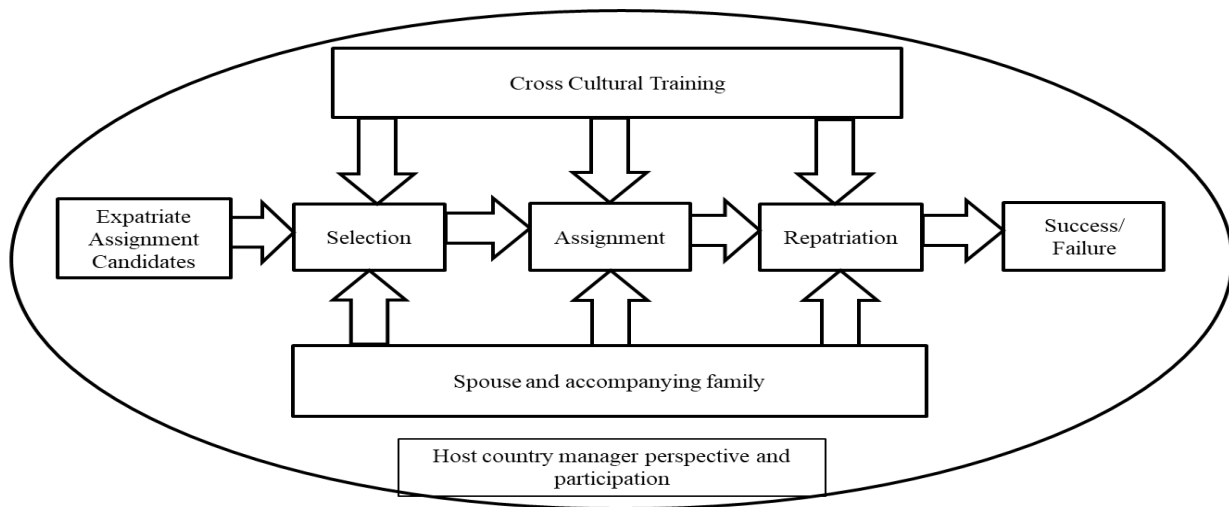 Cross Cultural Training
Expatriate
Assignment
Candidates
Selection
Assignment
Repatriation
Success/
Failure
Spouse and accompanying family
Host country manager perspective and
participation